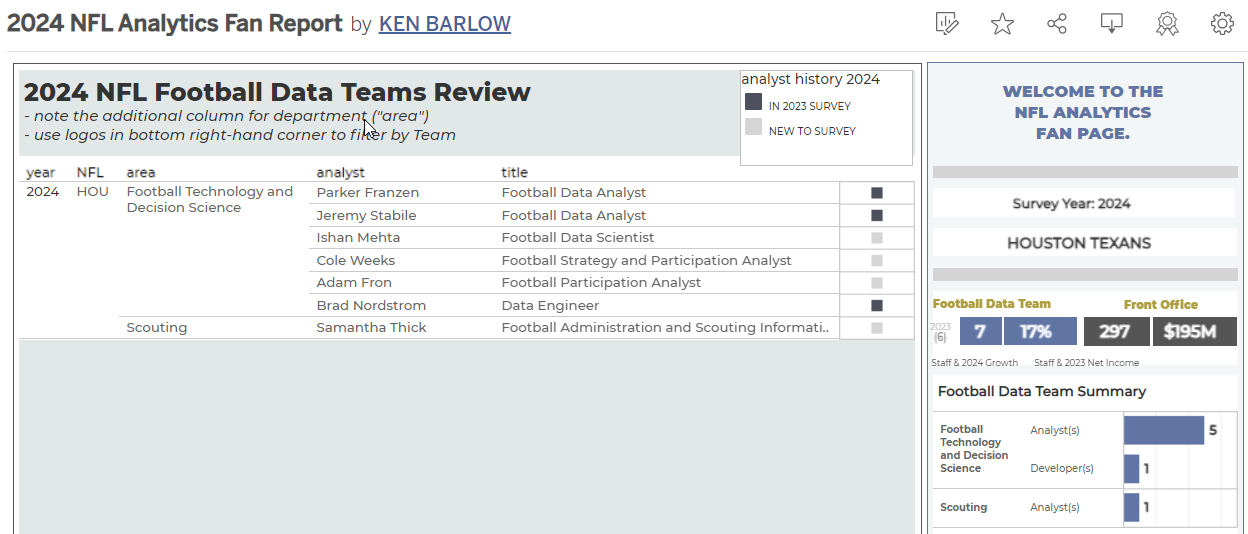 2024 NFL Analytics Fan Report by KEN BARLOW
2024 NFL Football Data Teams Review
- note the additional column for department ("area")
- use logos in bottom right-hand corner to filter by Team
analyst history 2024
IN 2023 SURVEY
NEW TO SURVEY
year NFL area analyst title
2024 HOU Football Technology and Decision Science
Parker Franzen Football Data Analyst
Jeremy Stabile Football Data Analyst
Ishan Mehta Football Data Scientist
Cole Weeks Football Strategy and Participation Analyst
Adam Fron Football Participation Analyst
Brad Nordstrom Data Engineer
Scouting Samantha Thick Football Administration and Scouting Informati..
WELCOME TO THE
NFL ANALYTICS
FAN PAGE.
Survey Year: 2024
HOUSTON TEXANS
Football Data Team Front Office
2023
(6) 7 17% 297 $195M
Staff & 2024 Growth Staff & 2023 Net Income
Football Data Team Summary
Football
Technology
and Decision
Science
Analyst(s) 5
Developer(s) 1
Scouting Analyst(s) 1